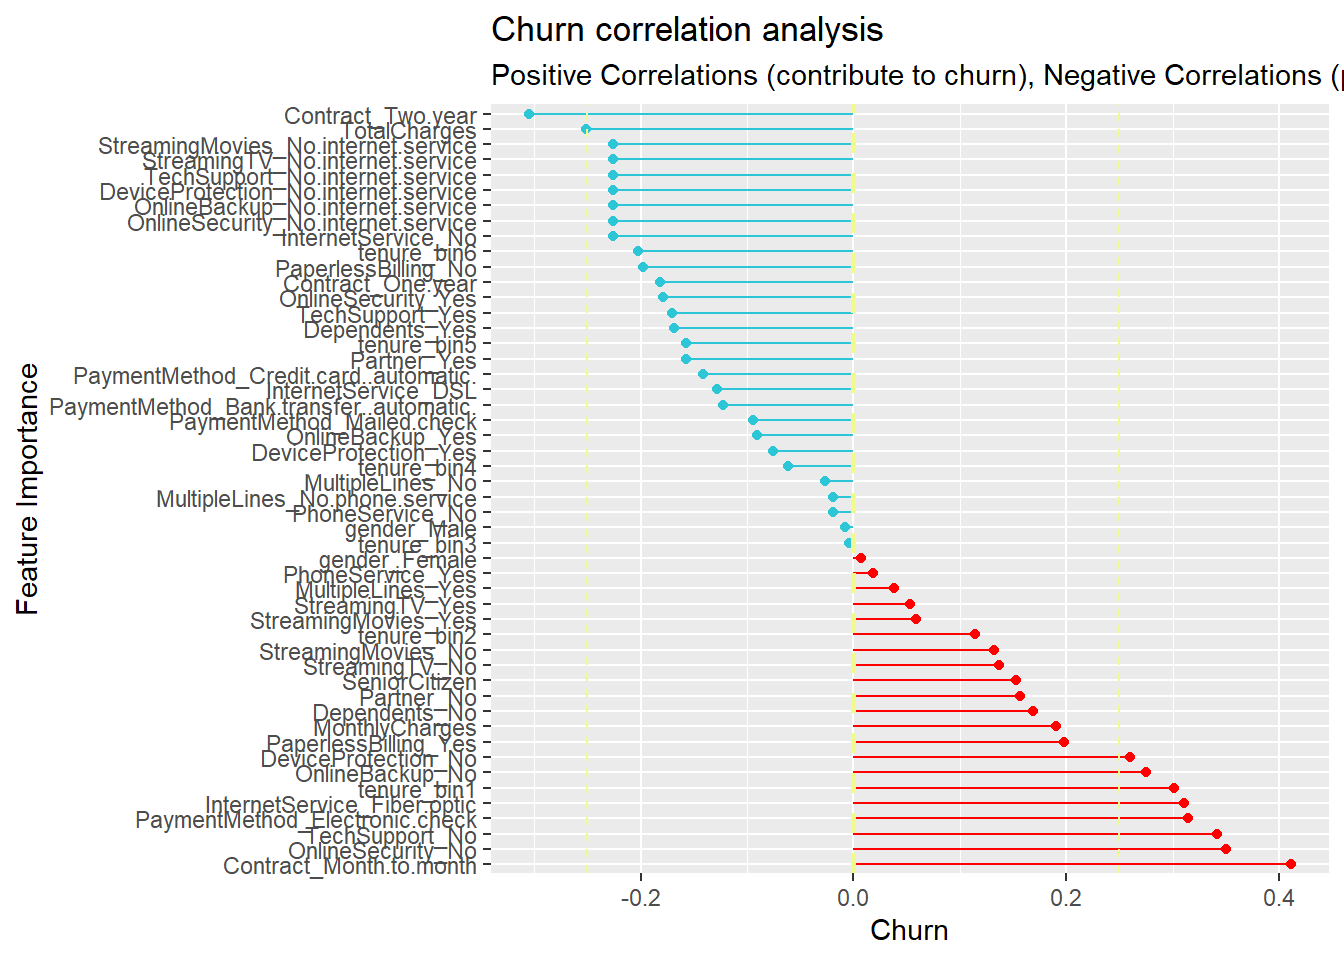 Churn correlation analysis
Positive Correlations (contribute to churn), Negative Correlations (p
Contract_Two.year
TotalCharges
StreamingMovies_No.internet.service
StreamingTV_No.internet.service
TechSupport_No.internet.service
DeviceProtection_No.internet.service
OnlineBackup_No.internet.service
OnlineSecurity_No.internet.service
InternetService_No
tenure_bin6
PaperlessBilling_No
Contract_One.year
OnlineSecurity_Yes
TechSupport_Yes
Dependents_Yes
tenure_bin5
Partner_Yes
PaymentMethod_Credit.card..automatic.
InternetService_DSL
PaymentMethod_Bank.transfer..automatic.
PaymentMethod_Mailed.check
OnlineBackup_Yes
DeviceProtection_Yes
tenure_bin4
MultipleLines_No
MultipleLines_No.phone.service
PhoneService_No
gender_Male
tenure_bin3
gender_Female
PhoneService_Yes
MultipleLines_Yes
StreamingTV_Yes
StreamingMovies_Yes
tenure_bin2
StreamingMovies_No
StreamingTV_No
SeniorCitizen
Partner_No
Dependents_No
MonthlyCharges
PaperlessBilling_Yes
DeviceProtection_No
OnlineBackup_No
tenure_bin1
InternetService_Fiber.optic
PaymentMethod_Electronic.check
TechSupport_No
OnlineSecurity_No
Contract_Month.to.month
Feature Importance
-0.2
0.0
0.2
0.4
Churn